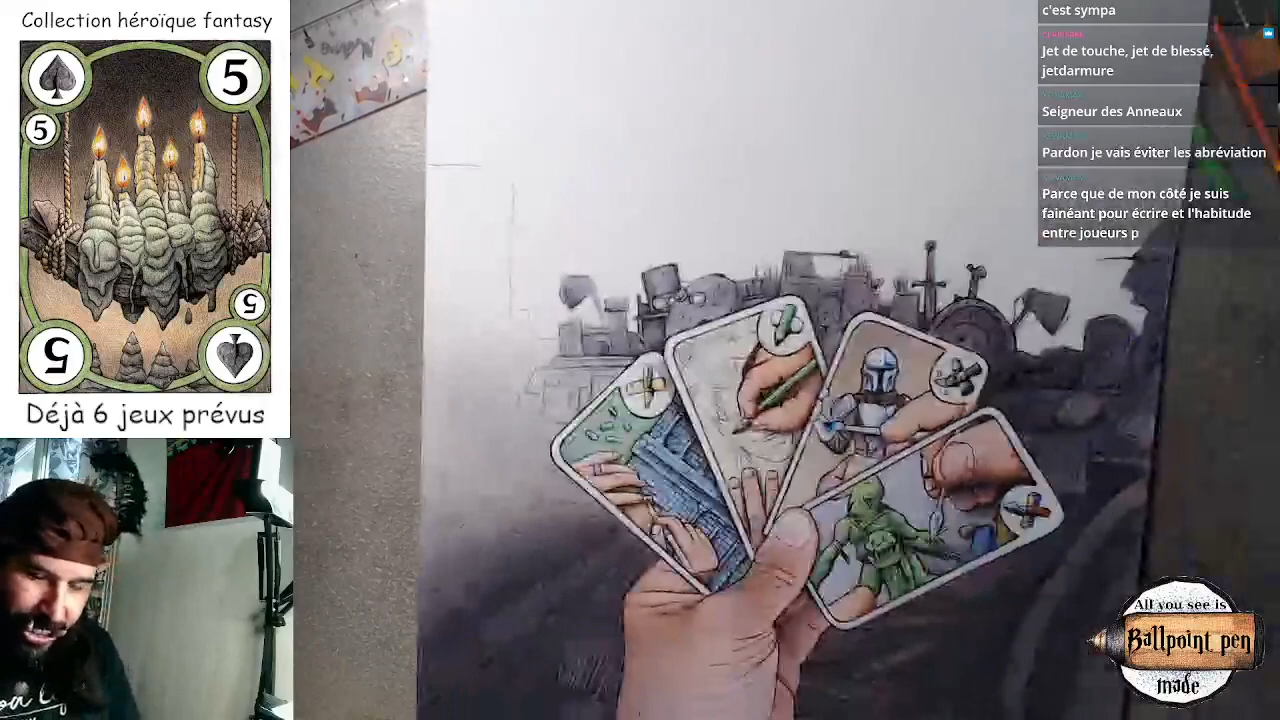 Collection héroïque fantasy
5
5
5
5
Déjà 6 jeux prévus
c'est sympa
Jet de touche, jet de blessé,
jetdarmure
Seigneur des Anneaux
Pardon je vais éviter les abréviation
Parce que de mon côté je suis
fainéant pour écrire et l'habitude
entre joueurs p
All you see is
Ballpoint pen
made